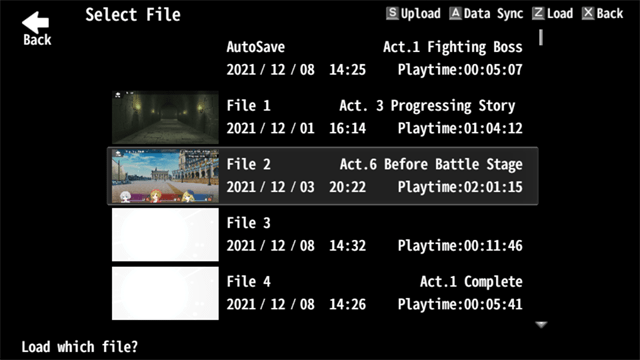 Select File
S Upload A Data Sync Z Load X Back
Back
AutoSave Act.1 Fighting Boss
2021/12/08 14:25 Playtime:00:05:07
File 1 Act. 3 Progressing Story
2021/12/01 16:14 Playtime:01:04:12
File 2 Act.6 Before Battle Stage
2021/12/03 20:22 Playtime:02:01:15
File 3
2021/12/08 14:32 Playtime:00:11:46
File 4 Act.1 Complete
2021/12/08 14:26 Playtime:00:05:41
Load which file?